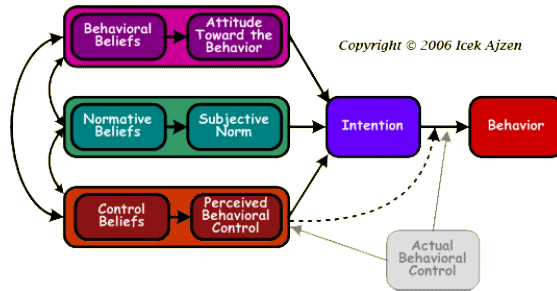 Behavioral
Beliefs
Attitude
Toward the
Behavior
Copyright © 2006 Icek Ajzen
Normative
Beliefs
Subjective
Norm
Intention
Behavior
Control
Beliefs
Perceived
Behavioral
Control
Actual
Behavioral
Control